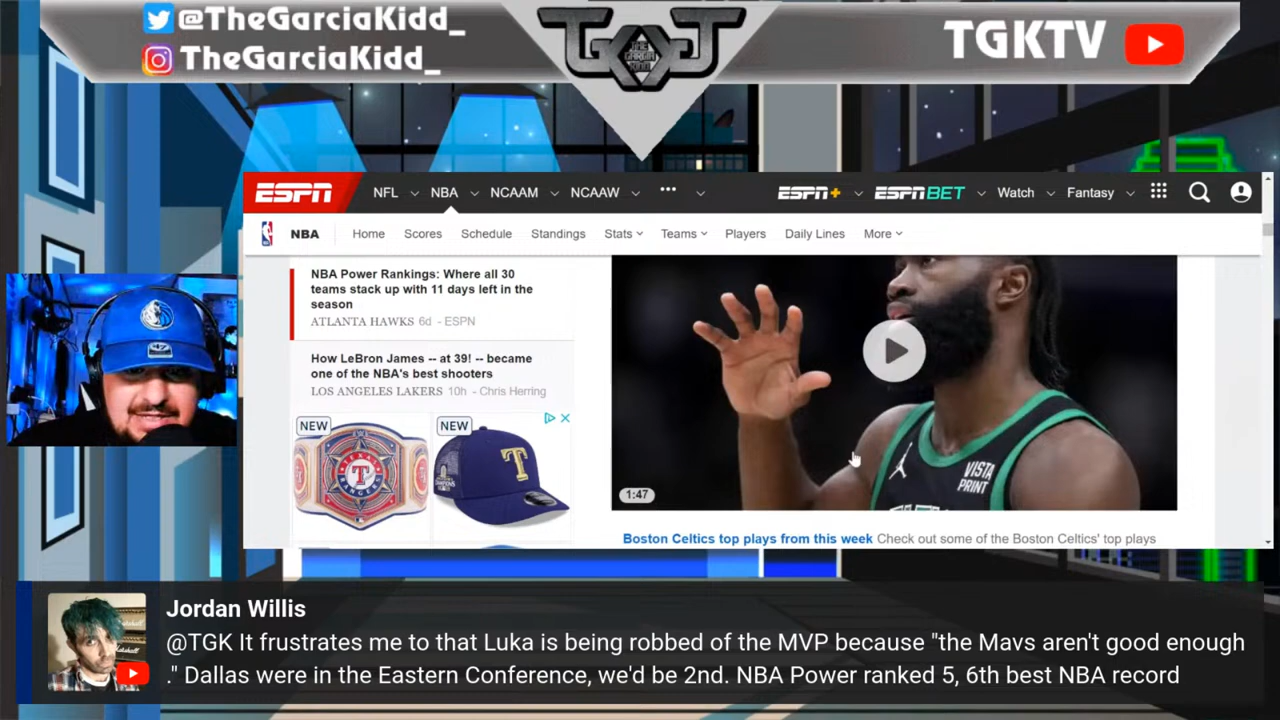 @TheGarciaKidd_
TheGarciaKidd_
TGKTV
ESPN NFL NBA NCAAM NCAAW ••• ESPN+ ESPN BET Watch Fantasy
NBA Home Scores Schedule Standings Stats Teams Players Daily Lines More
NBA Power Rankings: Where all 30
teams stack up with 11 days left in the
season
ATLANTA HAWKS 6d - ESPN
How LeBron James -- at 39! -- became
one of the NBA's best shooters
LOS ANGELES LAKERS 10h - Chris Herring
NEW
NEW
T
T
VISTA
PRINT
1:47
Boston Celtics top plays from this week Check out some of the Boston Celtics' top plays
Jordan Willis
@TGK It frustrates me to that Luka is being robbed of the MVP because "the Mavs aren't good enough
." Dallas were in the Eastern Conference, we'd be 2nd. NBA Power ranked 5, 6th best NBA record